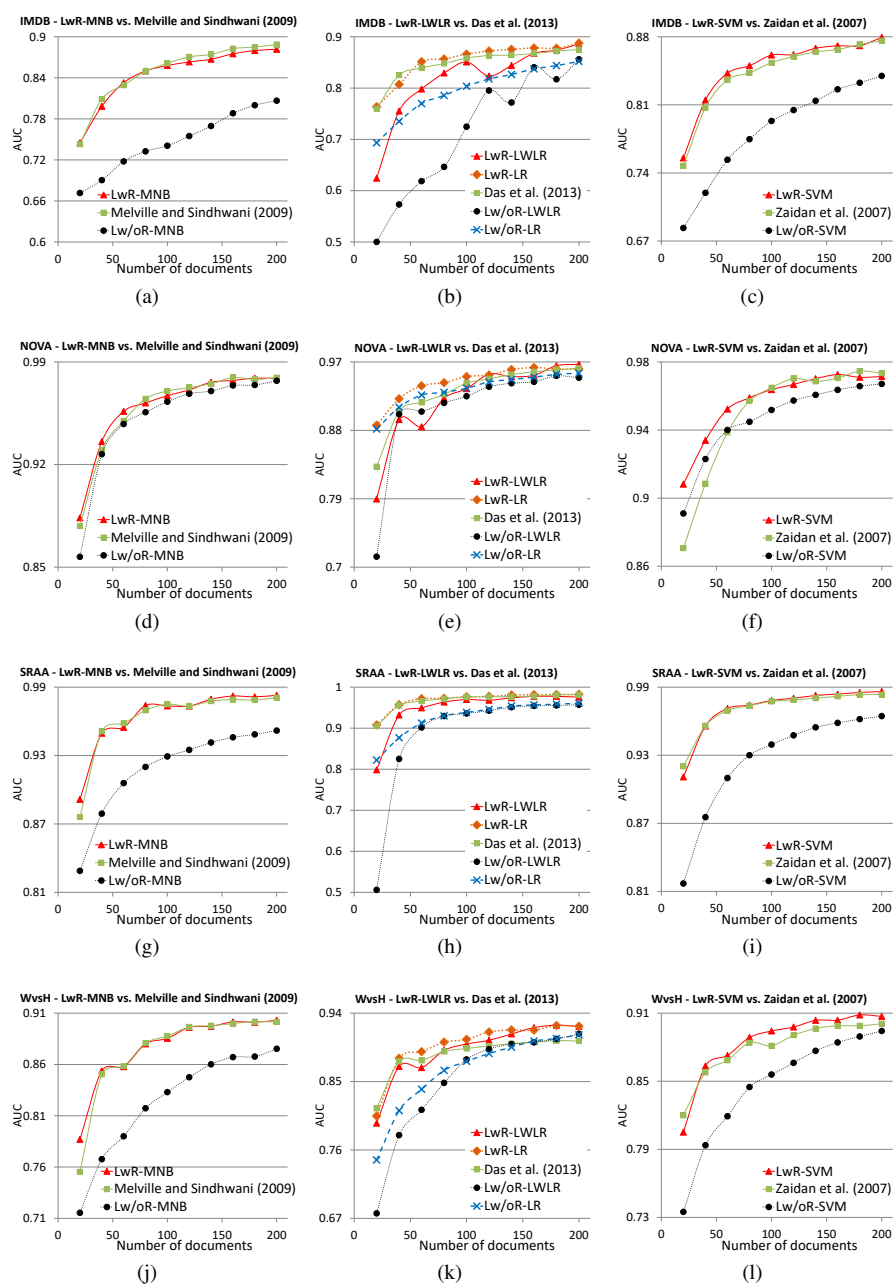 IMDB - LwR-MNB vs. Melville and Sindhwani (2009)
0.9
0.84
0.78
0.72
0.66
0.6
AUC
LwR-MNB
Melville and Sindhwani (2009)
Lw/oR-MNB
0 50 100 150 200
Number of documents
(a)
IMDB - LwR-LWLR vs. Das et al. (2013)
0.9
0.8
0.7
0.6
0.5
AUC
LwR-LWLR
LwR-LR
Das et al. (2013)
Lw/oR-LWLR
Lw/oR-LR
0 50 100 150 200
Number of documents
(b)
IMDB - LwR-SVM vs. Zaidan et al. (2007)
0.88
0.81
0.74
0.67
AUC
LwR-SVM
Zaidan et al. (2007)
Lw/oR-SVM
0 50 100 150 200
Number of documents
(c)
NOVA - LwR-MNB vs. Melville and Sindhwani (2009)
0.99
0.92
0.85
AUC
LwR-MNB
Melville and Sindhwani (2009)
Lw/oR-MNB
0 50 100 150 200
Number of documents
(d)
NOVA - LwR-LWLR vs. Das et al. (2013)
0.97
0.88
0.79
0.7
AUC
LwR-LWLR
LwR-LR
Das et al. (2013)
Lw/oR-LWLR
Lw/oR-LR
0 50 100 150 200
Number of documents
(e)
NOVA - LwR-SVM vs. Zaidan et al. (2007)
0.98
0.94
0.9
0.86
AUC
LwR-SVM
Zaidan et al. (2007)
Lw/oR-SVM
0 50 100 150 200
Number of documents
(f)
SRAA - LwR-MNB vs. Melville and Sindhwani (2009)
0.99
0.93
0.87
0.81
AUC
LwR-MNB
Melville and Sindhwani (2009)
Lw/oR-MNB
0 50 100 150 200
Number of documents
(g)
SRAA - LwR-LWLR vs. Das et al. (2013)
1
0.9
0.8
0.7
0.6
0.5
AUC
LwR-LWLR
LwR-LR
Das et al. (2013)
Lw/oR-LWLR
Lw/oR-LR
0 50 100 150 200
Number of documents
(h)
SRAA - LwR-SVM vs. Zaidan et al. (2007)
0.99
0.93
0.87
0.81
AUC
LwR-SVM
Zaidan et al. (2007)
Lw/oR-SVM
0 50 100 150 200
Number of documents
(i)
WvsH - LwR-MNB vs. Melville and Sindhwani (2009)
0.91
0.86
0.81
0.76
0.71
AUC
LwR-MNB
Melville and Sindhwani (2009)
Lw/oR-MNB
0 50 100 150 200
Number of documents
(j)
WvsH - LwR-LWLR vs. Das et al. (2013)
0.94
0.85
0.76
0.67
AUC
LwR-LWLR
LwR-LR
Das et al. (2013)
Lw/oR-LWLR
Lw/oR-LR
0 50 100 150 200
Number of documents
(k)
WvsH - LwR-SVM vs. Zaidan et al. (2007)
0.91
0.85
0.79
0.73
AUC
LwR-SVM
Zaidan et al. (2007)
Lw/oR-SVM
0 50 100 150 200
Number of documents
(l)